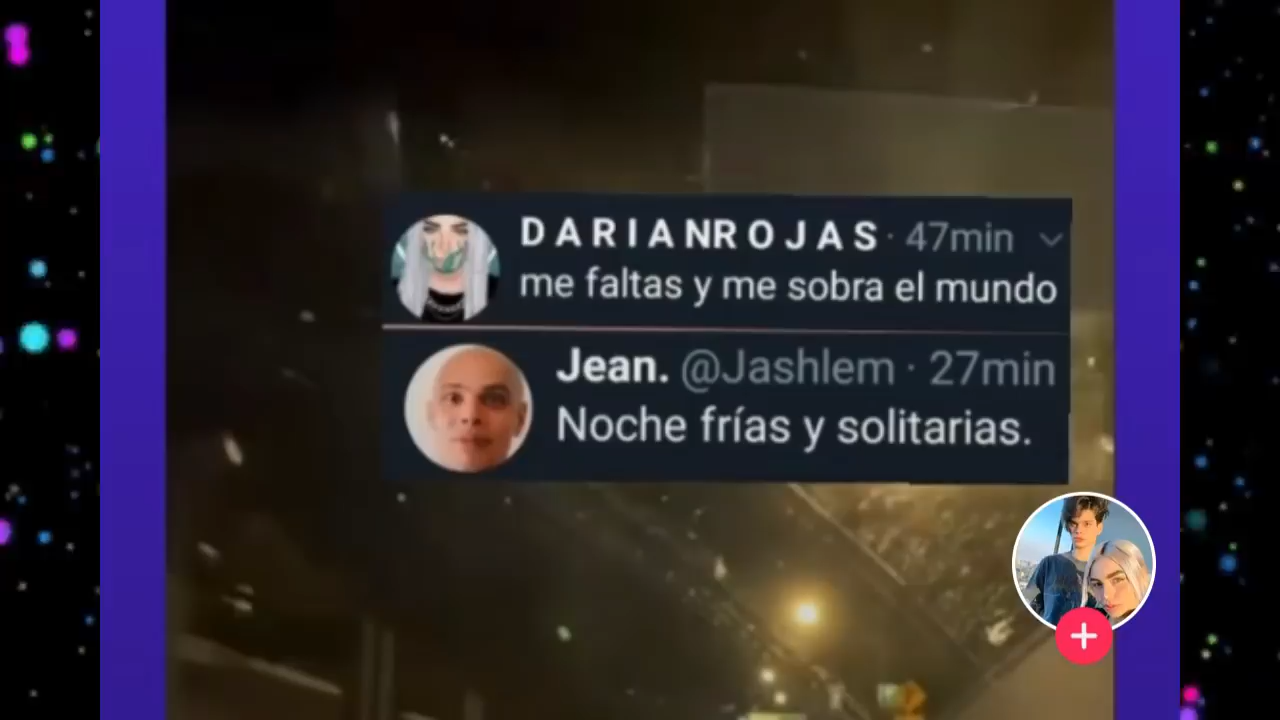 DARIANROJAS · 47min
me faltas y me sobra el mundo
Jean. @Jashlem · 27min
Noche frías y solitarias.